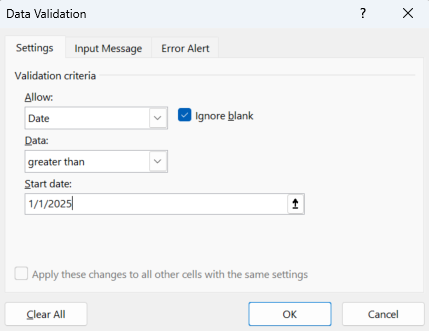 Data Validation ? ×
Settings Input Message Error Alert
Validation criteria
Allow:
Date Ignore blank
Data:
greater than
Start date:
1/1/2025
Apply these changes to all other cells with the same settings
Clear All OK Cancel